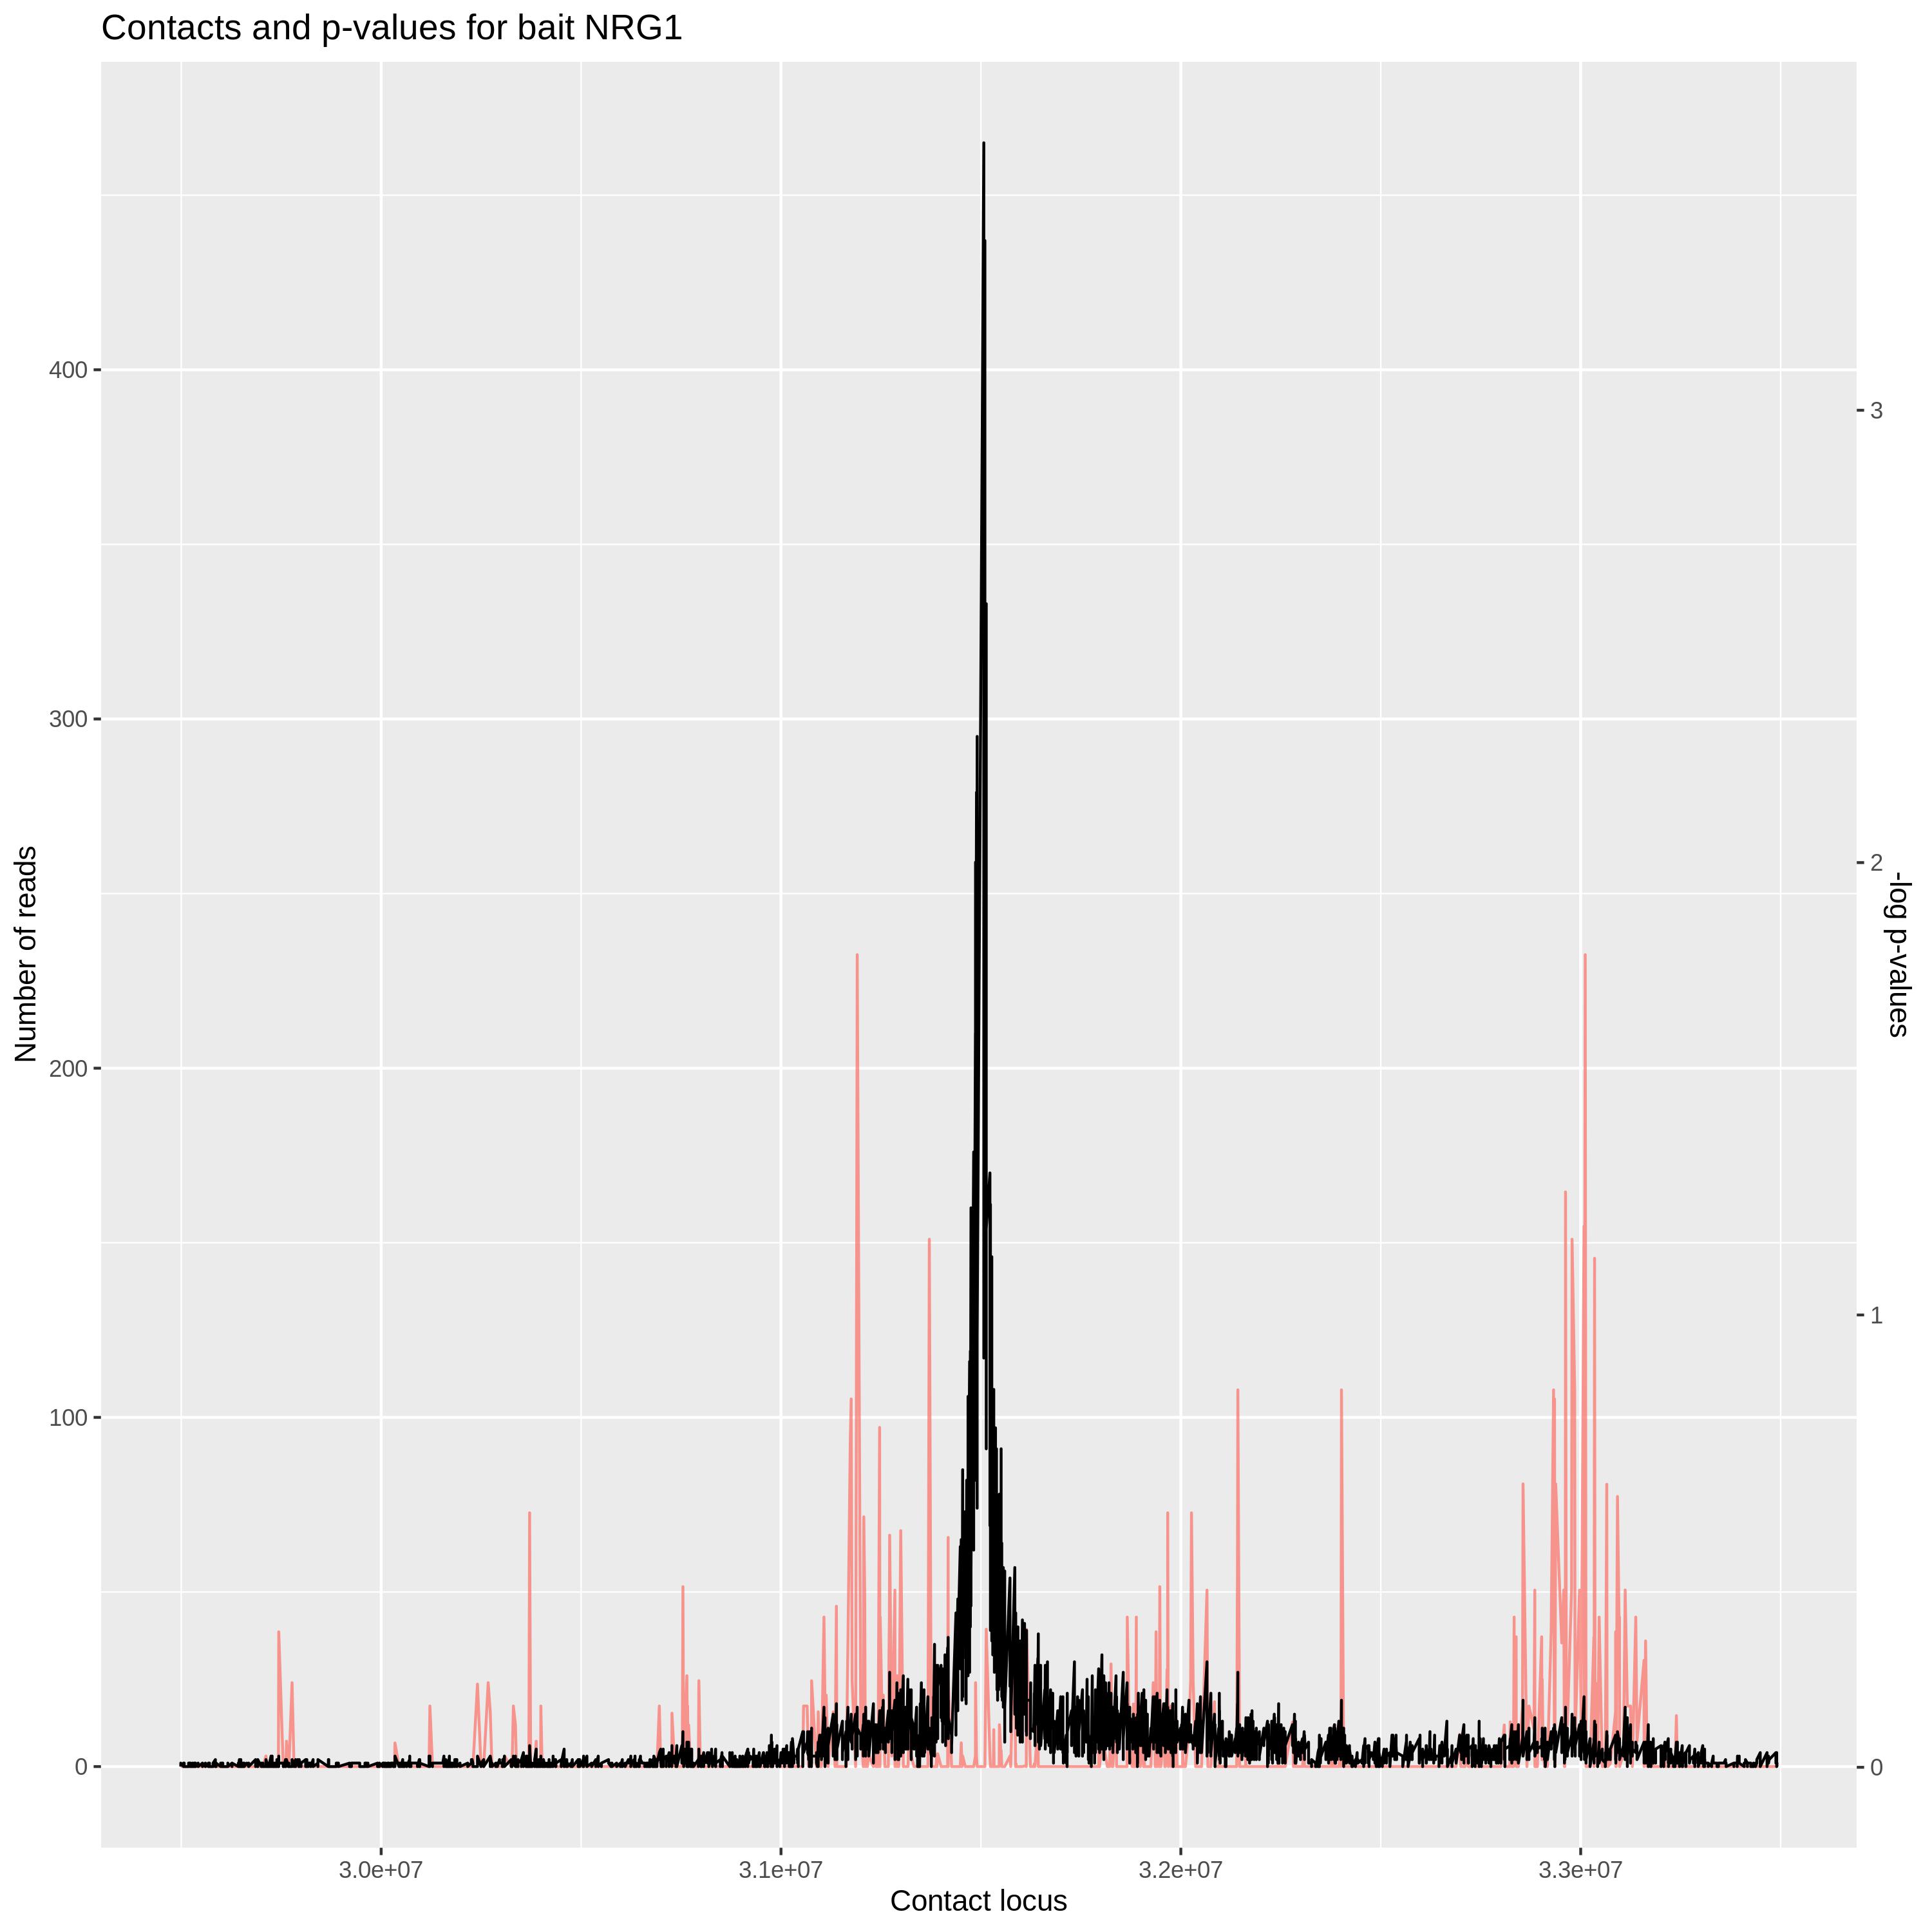 Contacts and p-values for bait NRG1
Number of reads
400
300
200
100
0
3
2
1
0
-log p-values
3.0e+07
3.1e+07
3.2e+07
3.3e+07
Contact locus